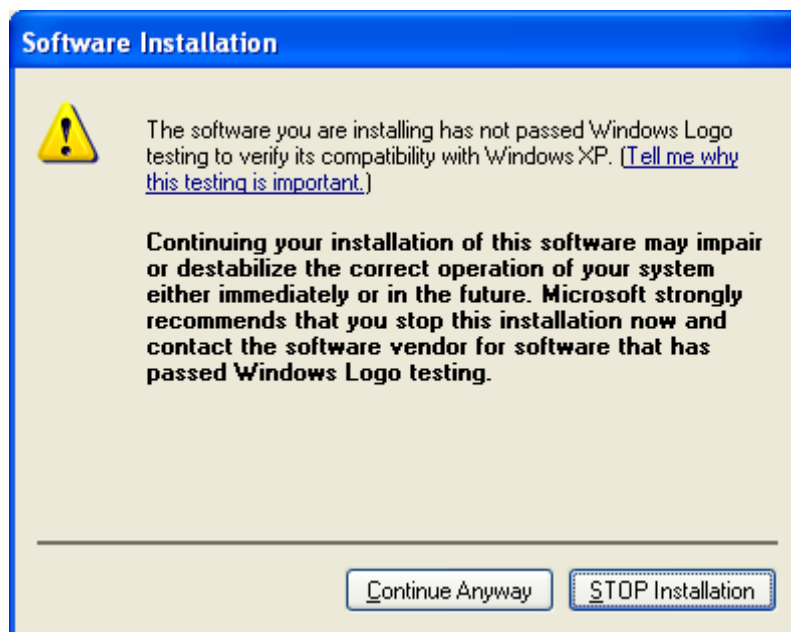 Software Installation
The software you are installing has not passed Windows Logo
testing to verify its compatibility with Windows XP. (Tell me why
this testing is important.)
Continuing your installation of this software may impair
or destabilize the correct operation of your system
either immediately or in the future. Microsoft strongly
recommends that you stop this installation now and
contact the software vendor for software that has
passed Windows Logo testing.
Continue Anyway
STOP Installation